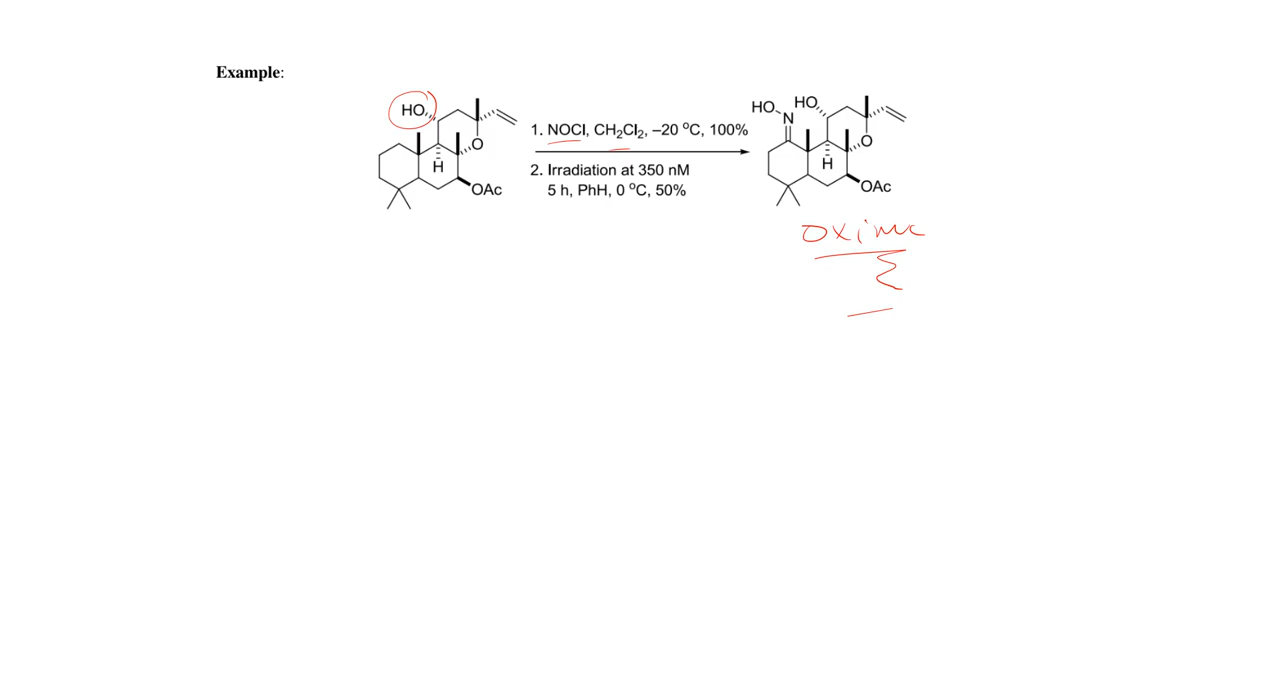 Example:
HO
H
O
OAc
1. NOCl, CH₂Cl₂, –20 °C, 100%
2. Irradiation at 350 nM
5 h, PhH, 0 °C, 50%
HO
N
HO
H
O
OAc
oxime